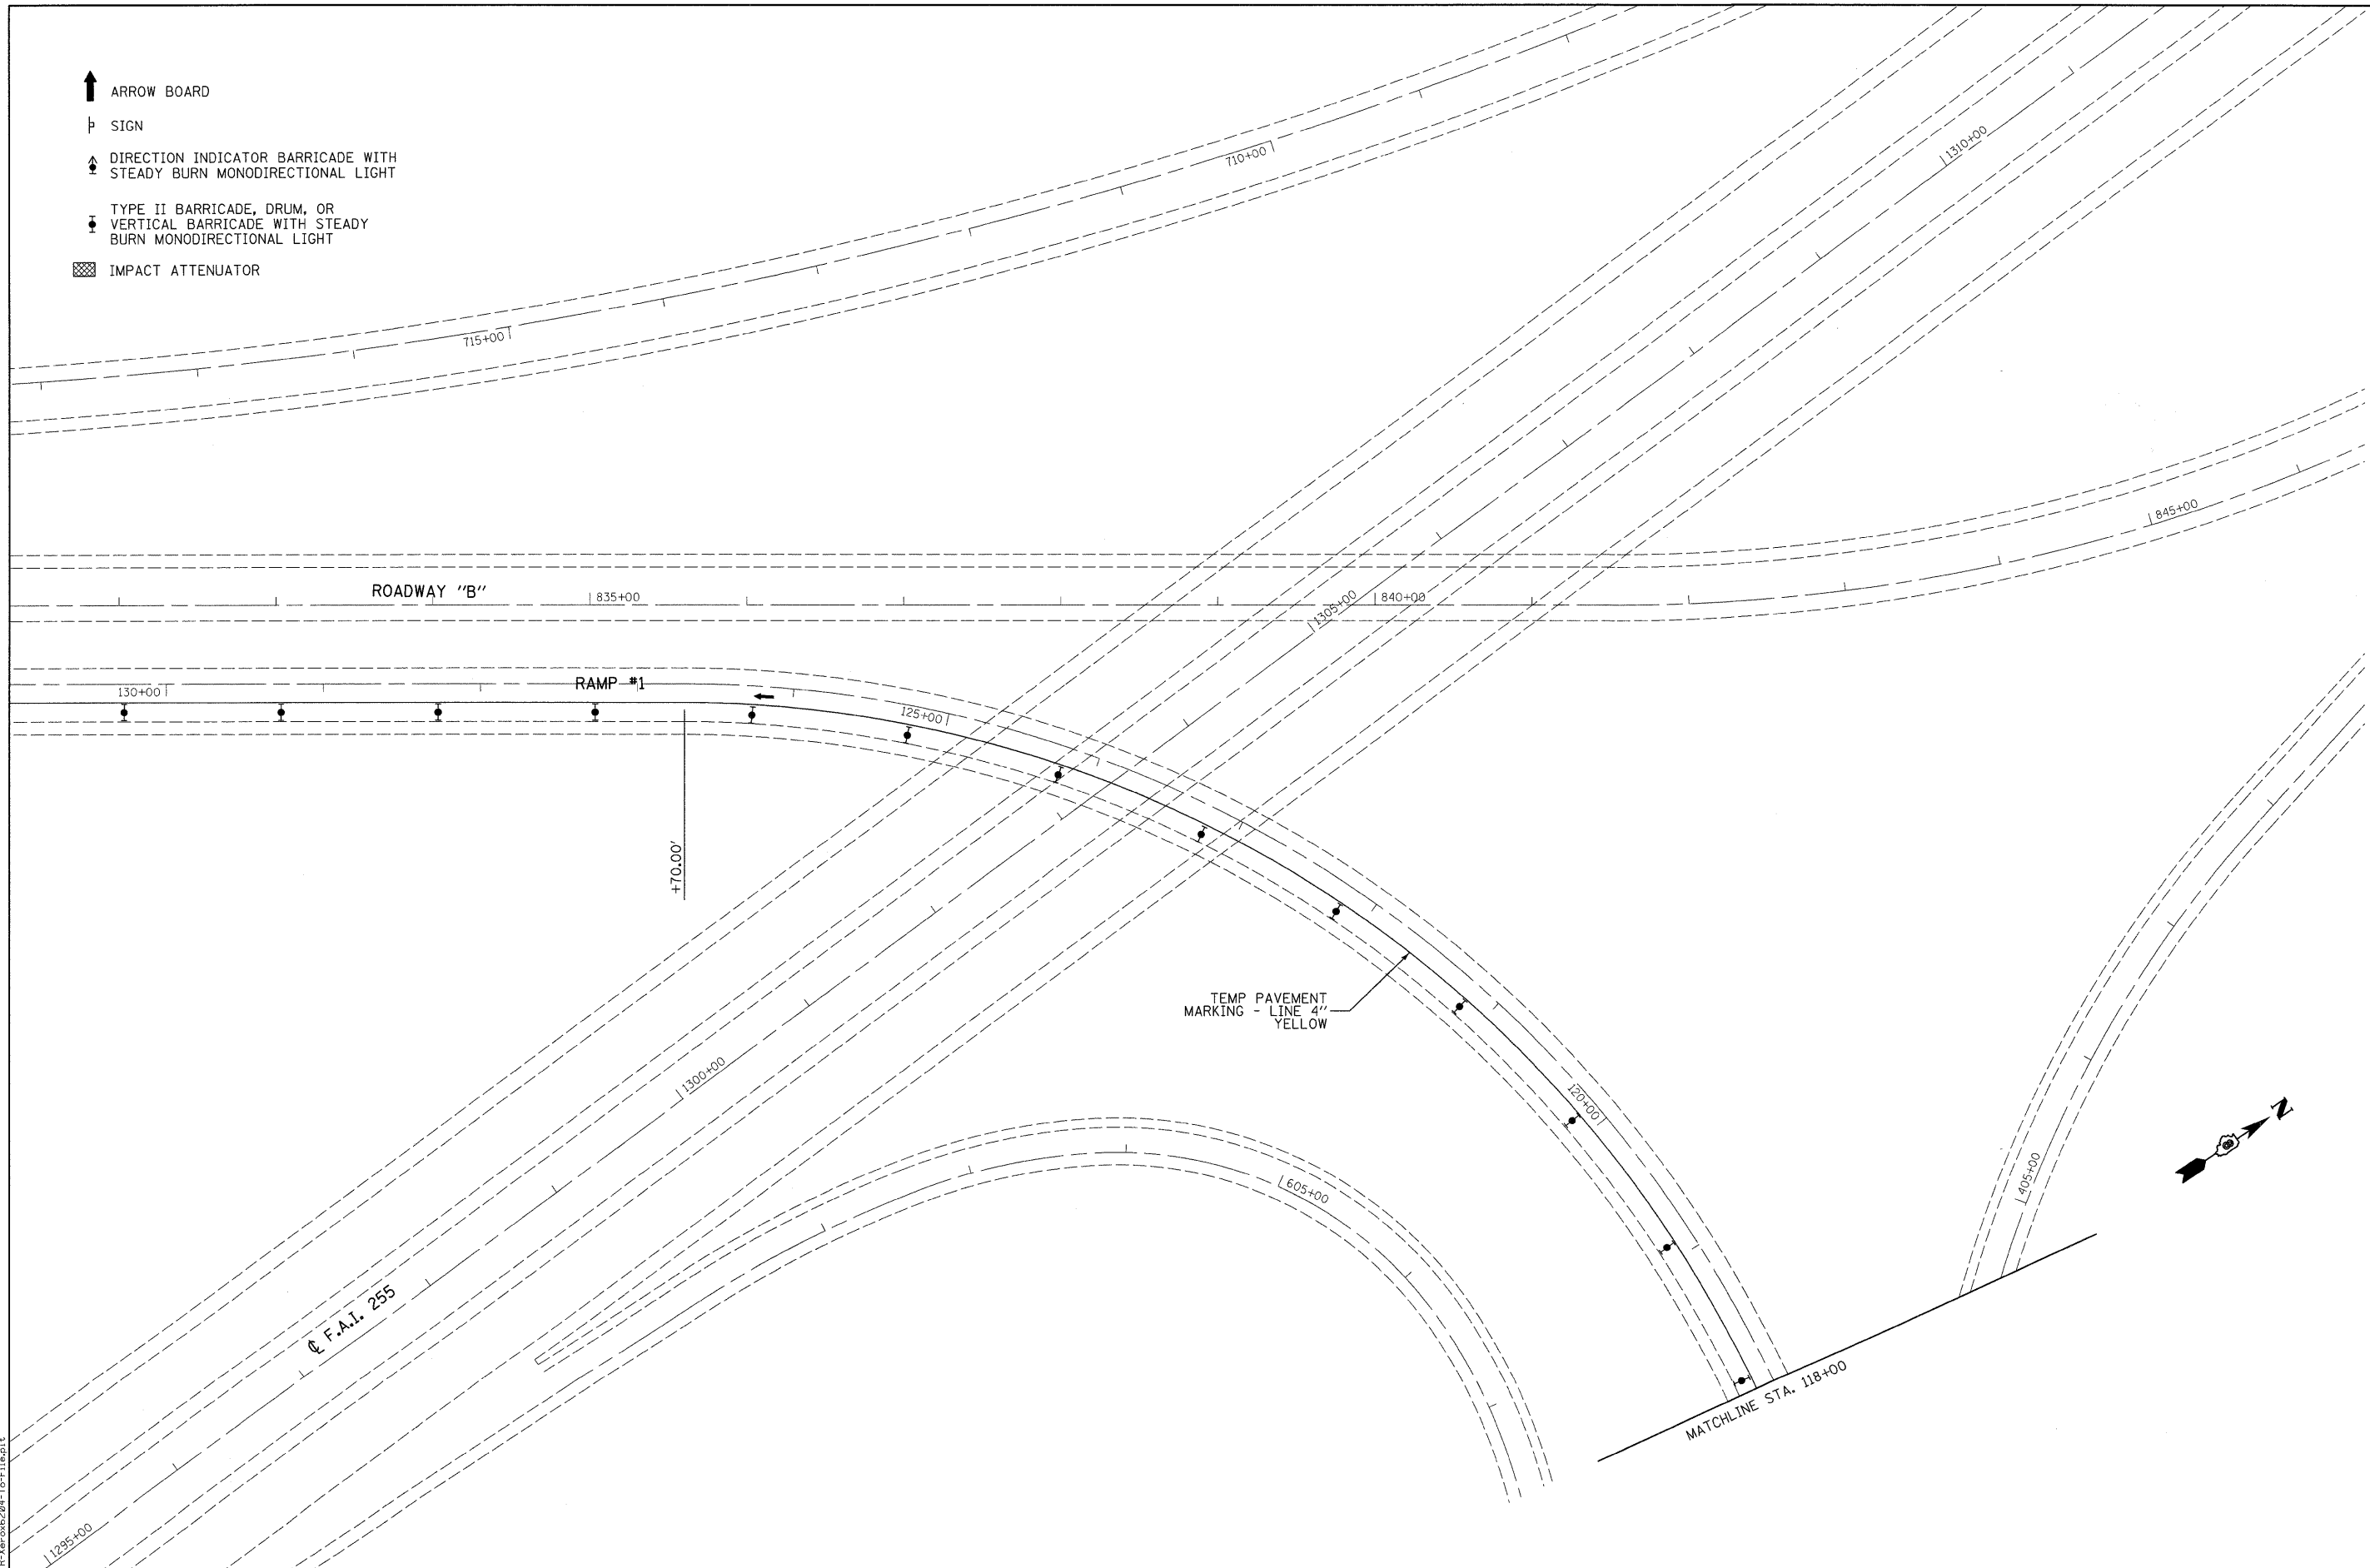 ARROW BOARD
SIGN
DIRECTION INDICATOR BARRICADE WITH
STEADY BURN MONODIRECTIONAL LIGHT
TYPE II BARRICADE, DRUM, OR
VERTICAL BARRICADE WITH STEADY
BURN MONODIRECTIONAL LIGHT
IMPACT ATTENUATOR
710+00
1310+00
715+00
845+00
ROADWAY "B"
835+00
1305+00
840+00
130+00
RAMP #1
125+00
+70.00'
TEMP PAVEMENT
MARKING - LINE 4"
YELLOW
1300+00
120+00
N
605+00
405+00
℄ F.A.I. 255
MATCHLINE STA. 118+00
1295+00